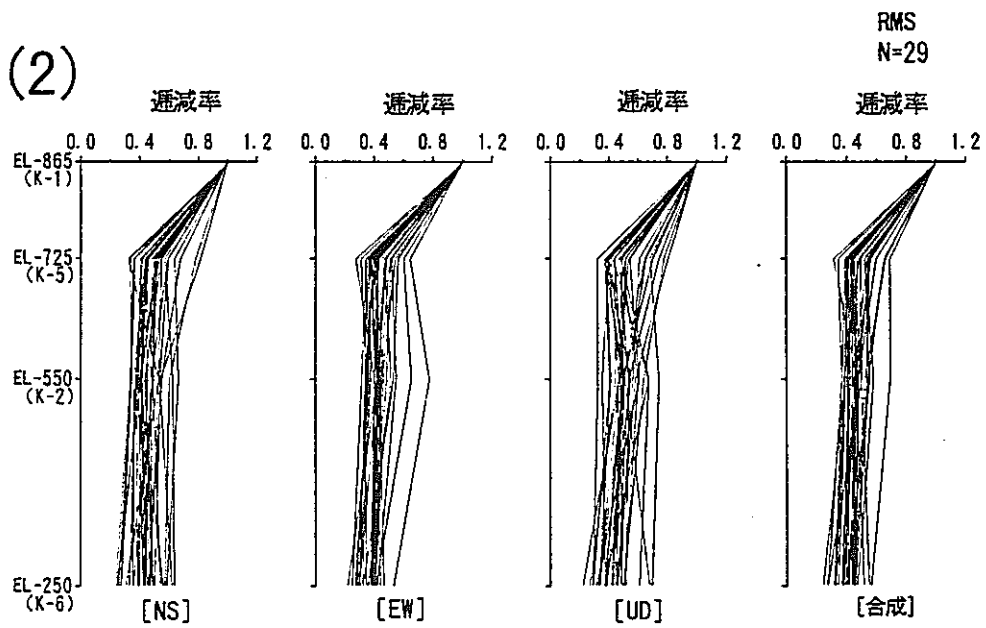 RMS
N=29
(2)
逓減率 逓減率 逓減率 逓減率
0.0 0.4 0.8 1.2 0.0 0.4 0.8 1.2 0.0 0.4 0.8 1.2 0.0 0.4 0.8 1.2
EL-865
(K-1)
EL-725
(K-5)
EL-550
(K-2)
EL-250
(K-6)
[NS] [EW] [UD] [合成]